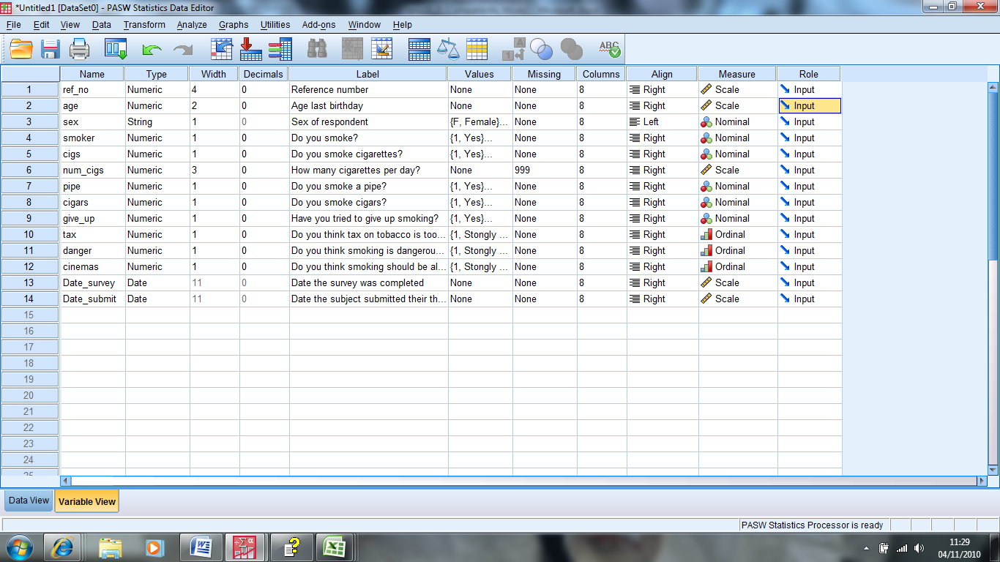 *Untitled1 [DataSet0] - PASW Statistics Data Editor
File Edit View Data Transform Analyze Graphs Utilities Add-ons Window Help
A 1 ABC
Name Type Width Decimals Label Values Missing Columns Align Measure Role
1 ref_no Numeric 4 0 Reference number None None 8 Right Scale Input
2 age Numeric 2 0 Age last birthday None None 8 Right Scale Input
3 sex String 1 0 Sex of respondent {F, Female}... None 8 Left Nominal Input
4 smoker Numeric 1 0 Do you smoke? {1, Yes}... None 8 Right Nominal Input
5 cigs Numeric 1 0 Do you smoke cigarettes? {1, Yes}... None 8 Right Nominal Input
6 num_cigs Numeric 3 0 How many cigarettes per day? None 999 8 Right Scale Input
7 pipe Numeric 1 0 Do you smoke a pipe? {1, Yes}... None 8 Right Nominal Input
8 cigars Numeric 1 0 Do you smoke cigars? {1, Yes}... None 8 Right Nominal Input
9 give_up Numeric 1 0 Have you tried to give up smoking? {1, Yes}... None 8 Right Nominal Input
10 tax Numeric 1 0 Do you think tax on tobacco is too... {1, Stongly ... None 8 Right Ordinal Input
11 danger Numeric 1 0 Do you think smoking is dangerou... {1, Stongly ... None 8 Right Ordinal Input
12 cinemas Numeric 1 0 Do you think smoking should be al... {1, Stongly ... None 8 Right Ordinal Input
13 Date_survey Date 11 0 Date the survey was completed None None 8 Right Scale Input
14 Date_submit Date 11 0 Date the subject submitted their th... None None 8 Right Scale Input
15
16
17
18
19
20
21
22
23
24
25
Data View Variable View
PASW Statistics Processor is ready
11:29
04/11/2010